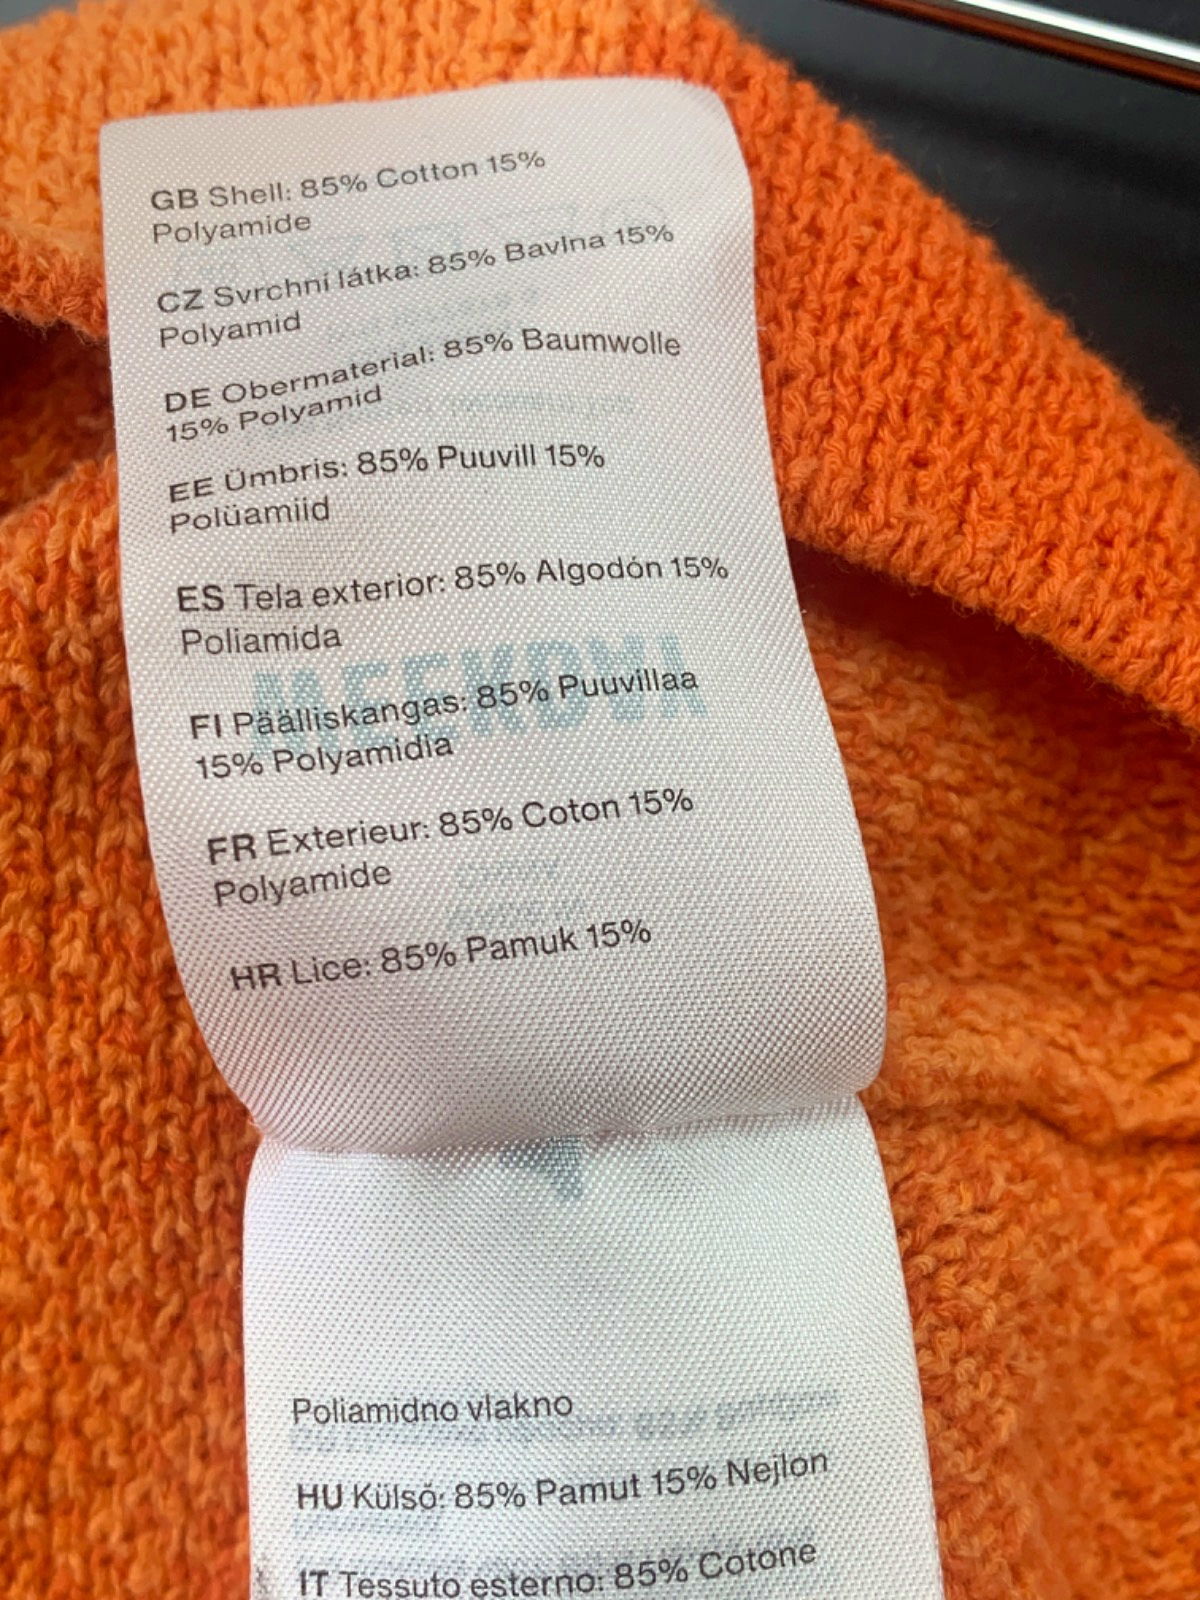 GB Shell: 85% Cotton 15%
Polyamide
CZ Svrchní látka: 85% Bavlna 15%
Polyamid
DE Obermaterial: 85% Baumwolle
15% Polyamid
EE Ümbris: 85% Puuvill 15%
Polüamiid
ES Tela exterior: 85% Algodón 15%
Poliamida
FI Päälliskangas: 85% Puuvillaa
15% Polyamidia
FR Exterieur: 85% Coton 15%
Polyamide
HR Lice: 85% Pamuk 15%
Poliamidno vlakno
HU Külsó: 85% Pamut 15% Nejlon
IT Tessuto esterno: 85% Cotone